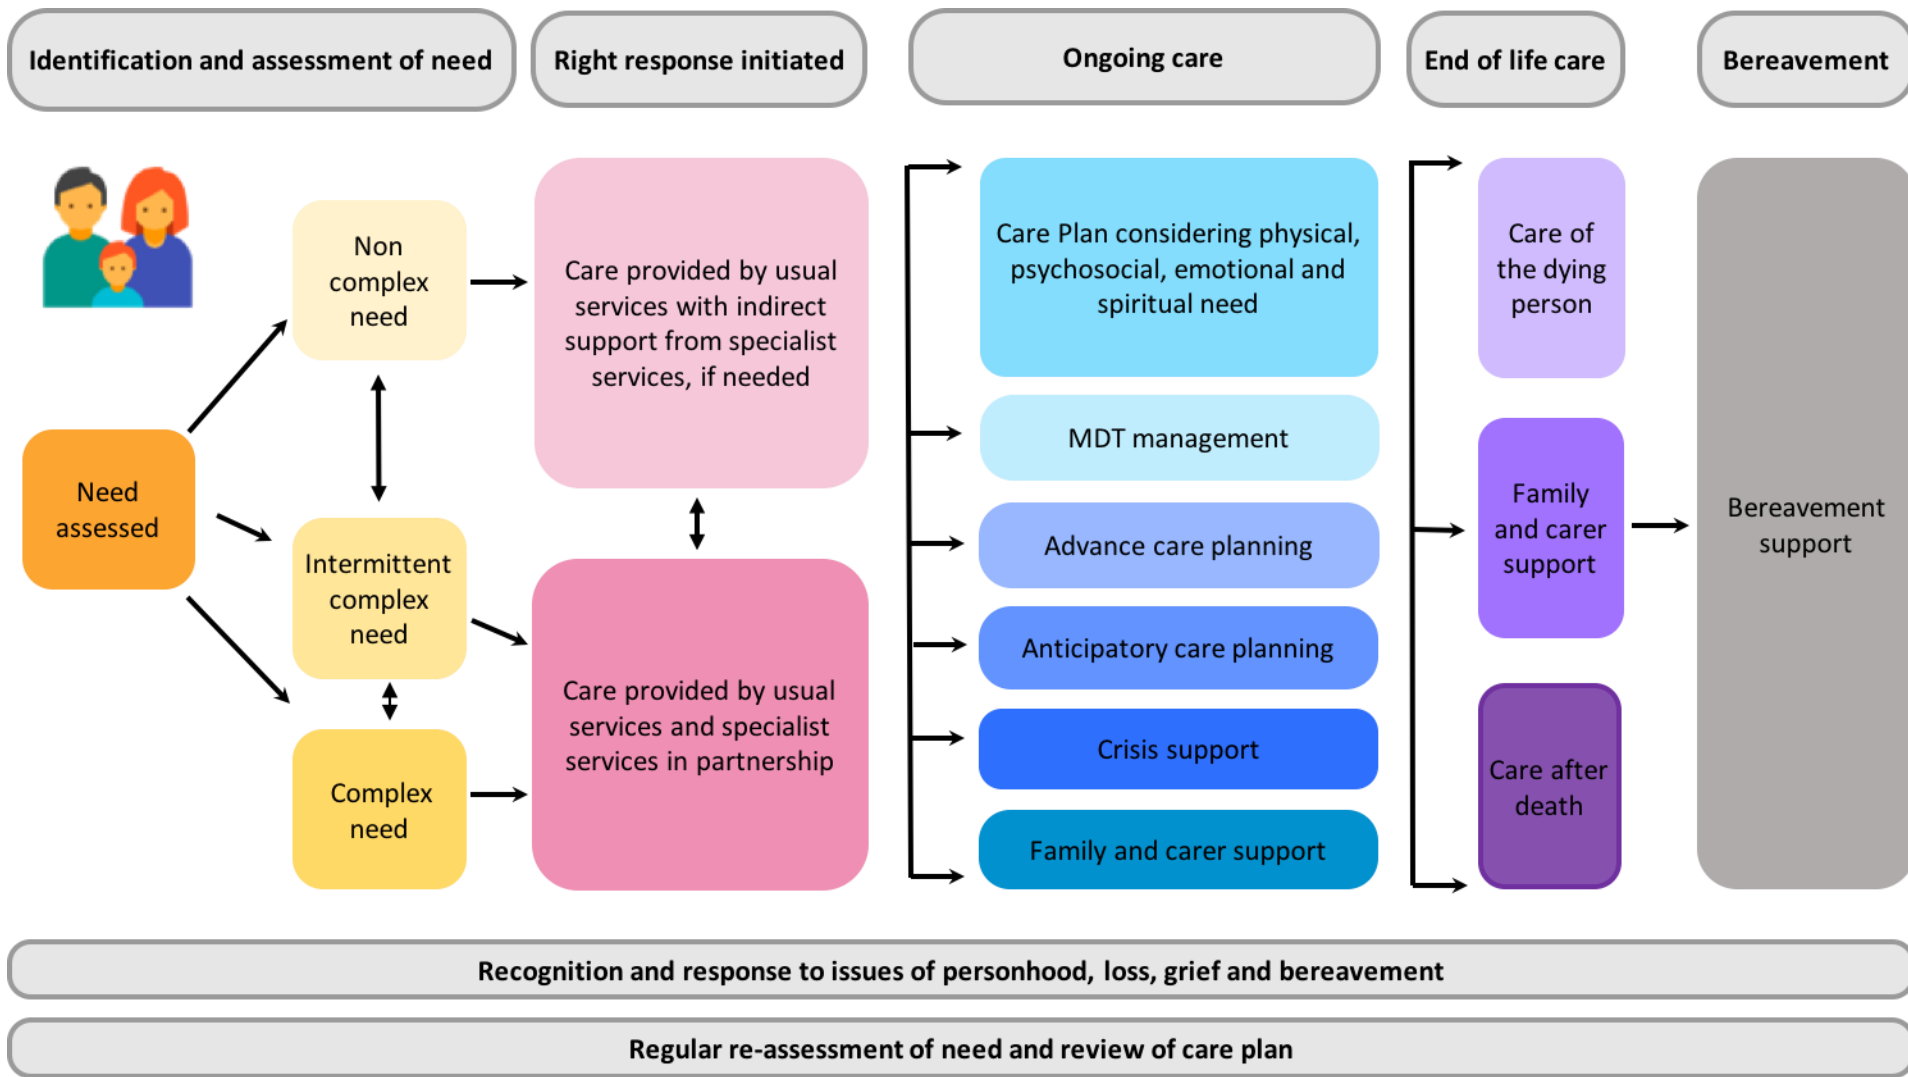 Identification and assessment of need
Right response initiated
Ongoing care
End of life care
Bereavement
Need
assessed
Non
complex
need
Intermittent
complex
need
Complex
need
Care provided by usual
services with indirect
support from specialist
services, if needed
Care provided by usual
services and specialist
services in partnership
Care Plan considering physical,
psychosocial, emotional and
spiritual need
MDT management
Advance care planning
Anticipatory care planning
Crisis support
Family and carer support
Care of
the dying
person
Family
and carer
support
Care after
death
Bereavement
support
Recognition and response to issues of personhood, loss, grief and bereavement
Regular re-assessment of need and review of care plan